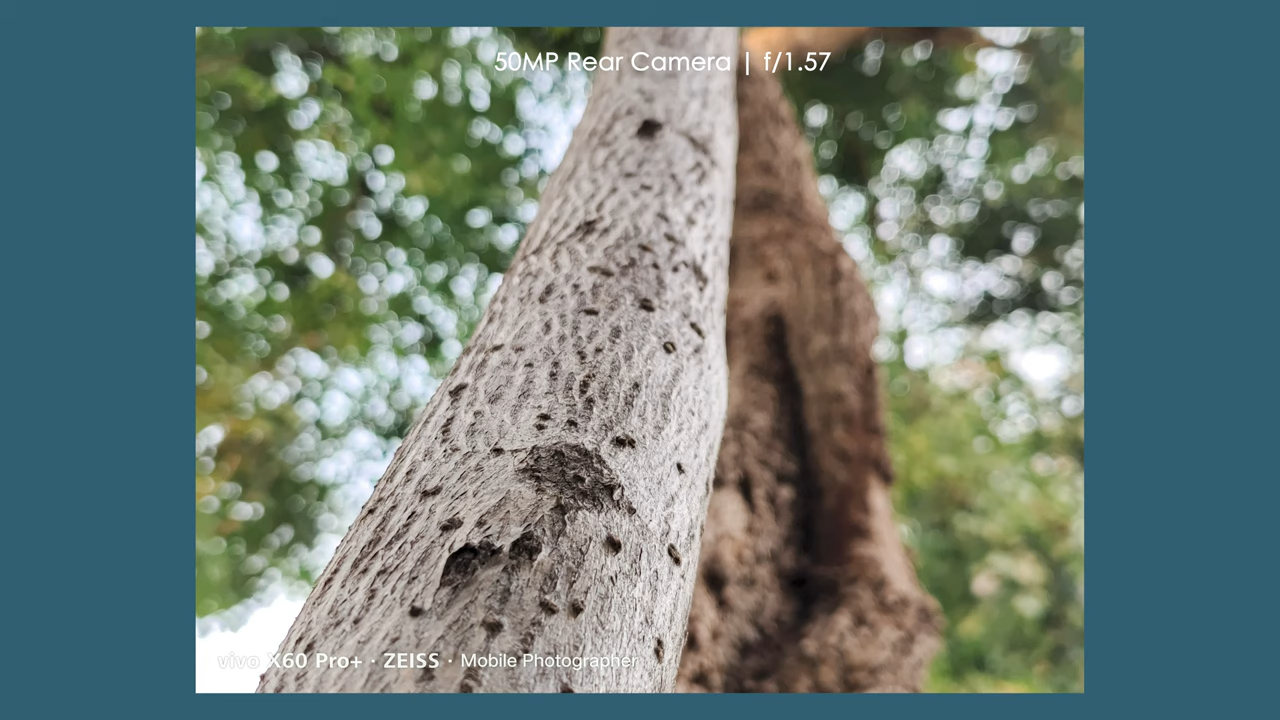 50MP Rear Camera | f/1.57
vivo X60 Pro+ · ZEISS · Mobile Photographer